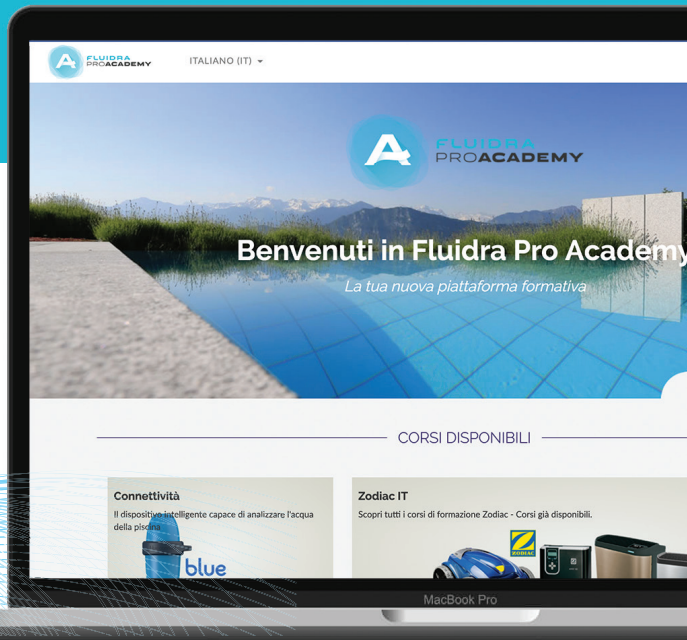 FLUIDRA
PROACADEMY
ITALIANO (IT)
FLUIDRA
PROACADEMY
Benvenuti in Fluidra Pro Academy
La tua nuova piattaforma formativa
CORSI DISPONIBILI
Connettività
Il dispositivo intelligente capace di analizzare l'acqua
della piscina
blue
Zodiac IT
Scopri tutti i corsi di formazione Zodiac - Corsi già disponibili.
ZODIAC
MacBook Pro